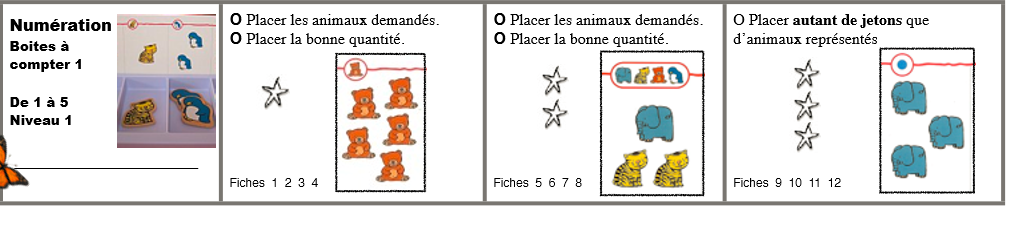 Numération
Boites à
compter 1
De 1 à 5
Niveau 1
O Placer les animaux demandés.
O Placer la bonne quantité.
Fiches 1 2 3 4
O Placer les animaux demandés.
O Placer la bonne quantité.
Fiches 5 6 7 8
O Placer autant de jetons que
d'animaux représentés
Fiches 9 10 11 12